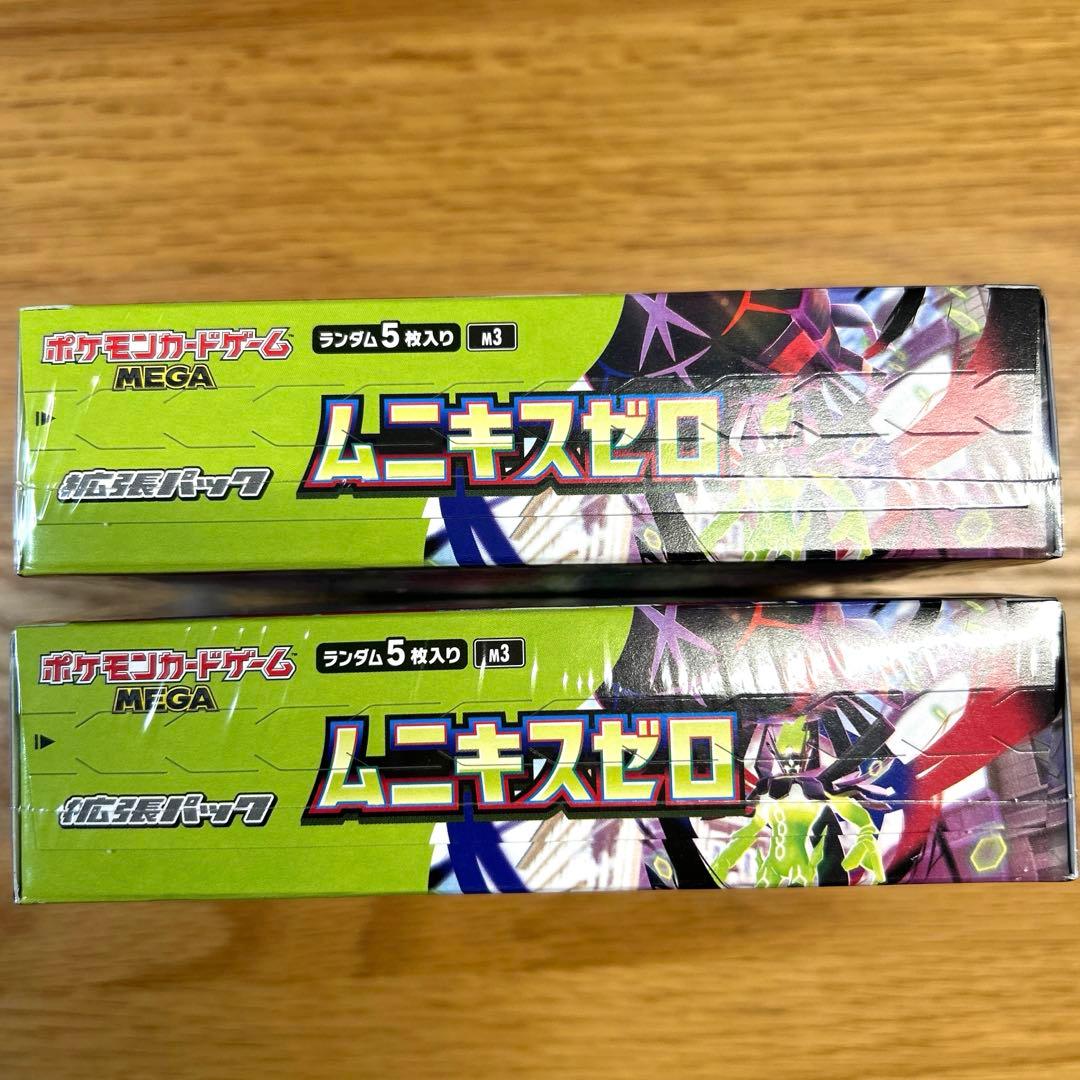 ポケモンカードゲーム
MEGA
ランダム5枚入り
M3
ムニキスゼロ
拡張パック
ポケモンカードゲーム
MEGA
ランダム5枚入り
M3
ムニキスゼロ
拡張パック